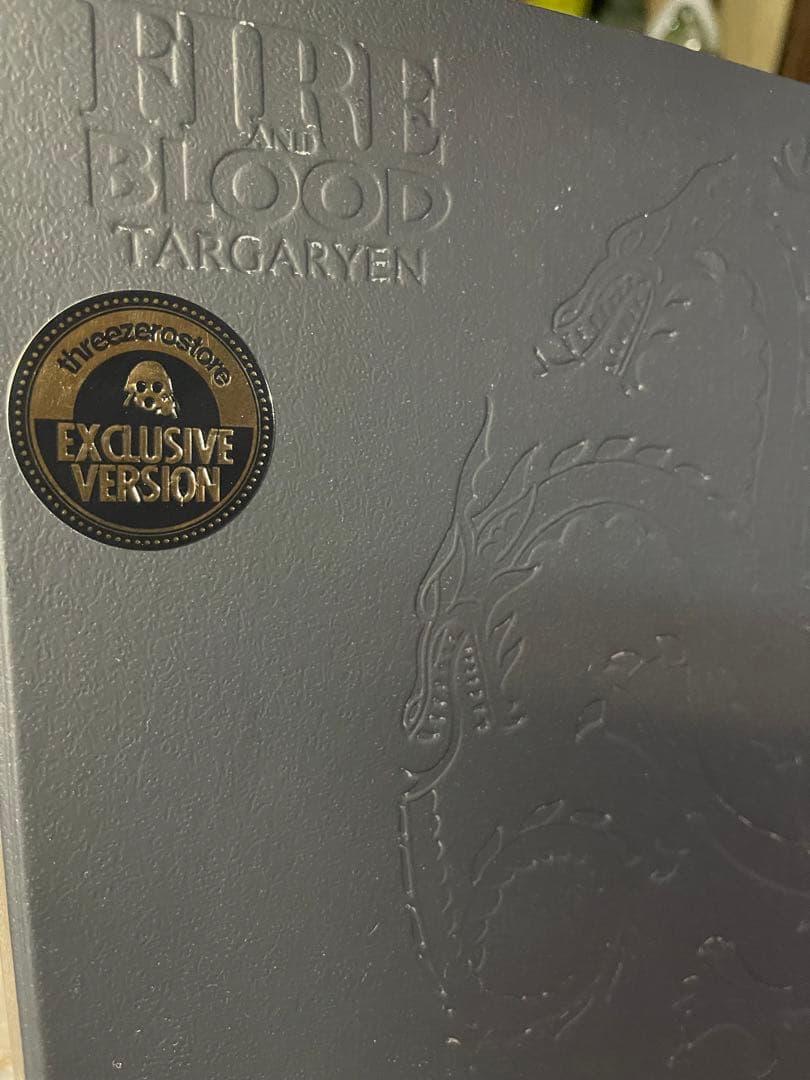 FIRE
AND
BLOOD
TARGARYEN
threezerostore
EXCLUSIVE
VERSION